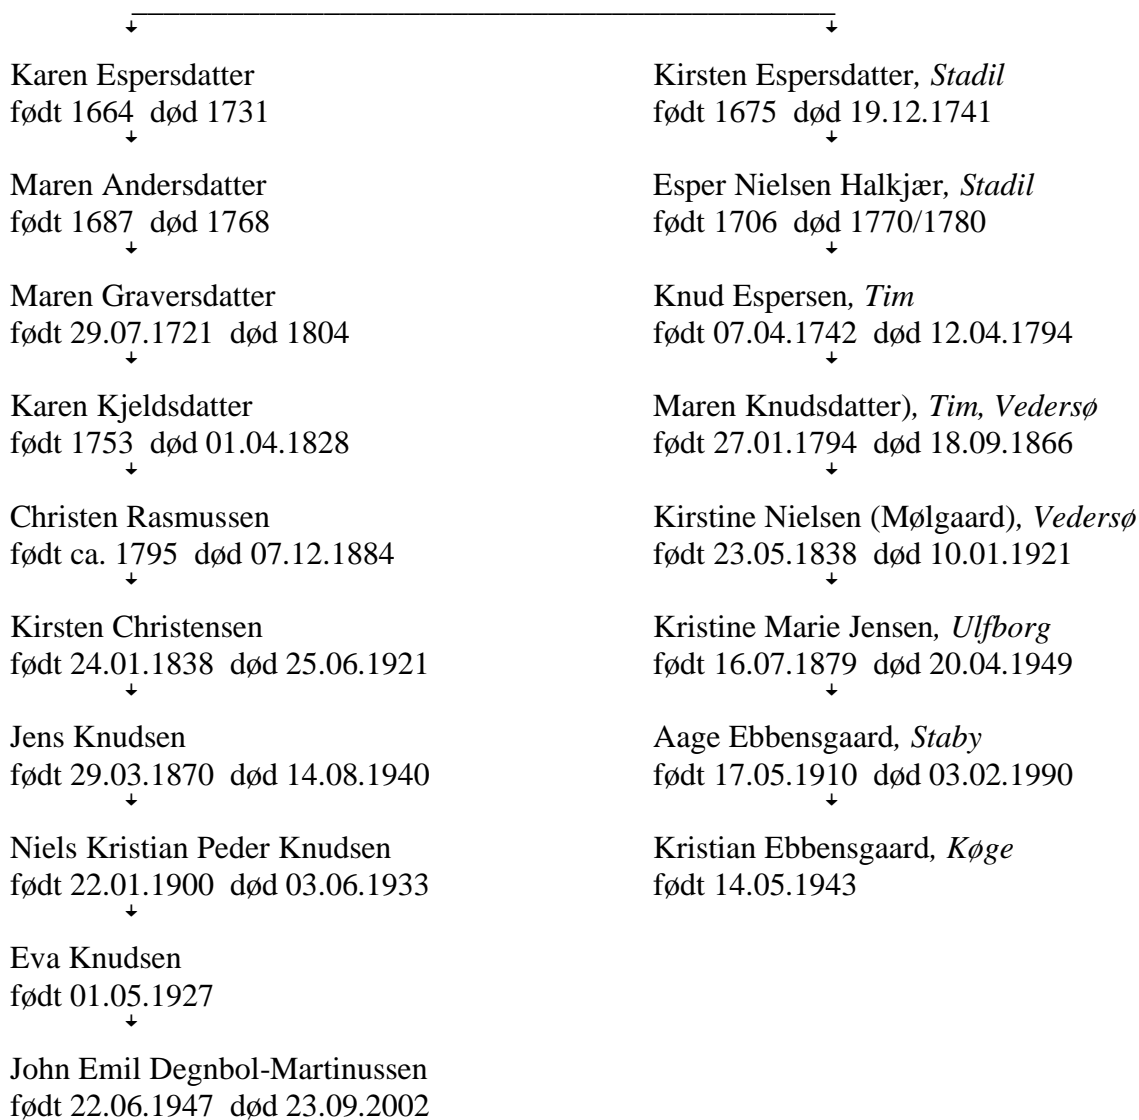 Karen Espersdatter
født 1664 død 1731
Maren Andersdatter
født 1687 død 1768
Maren Graversdatter
født 29.07.1721 død 1804
Karen Kjeldsdatter
født 1753 død 01.04.1828
Christen Rasmussen
født ca. 1795 død 07.12.1884
Kirsten Christensen
født 24.01.1838 død 25.06.1921
Jens Knudsen
født 29.03.1870 død 14.08.1940
Niels Kristian Peder Knudsen
født 22.01.1900 død 03.06.1933
Eva Knudsen
født 01.05.1927
John Emil Degnbol-Martinussen
født 22.06.1947 død 23.09.2002
Kirsten Espersdatter, Stadil
født 1675 død 19.12.1741
Esper Nielsen Halkjær, Stadil
født 1706 død 1770/1780
Knud Espersen, Tim
født 07.04.1742 død 12.04.1794
Maren Knudsdatter), Tim, Vedersø
født 27.01.1794 død 18.09.1866
Kirstine Nielsen (Mølgaard), Vedersø
født 23.05.1838 død 10.01.1921
Kristine Marie Jensen, Ulfborg
født 16.07.1879 død 20.04.1949
Aage Ebbensgaard, Staby
født 17.05.1910 død 03.02.1990
Kristian Ebbensgaard, Køge
født 14.05.1943